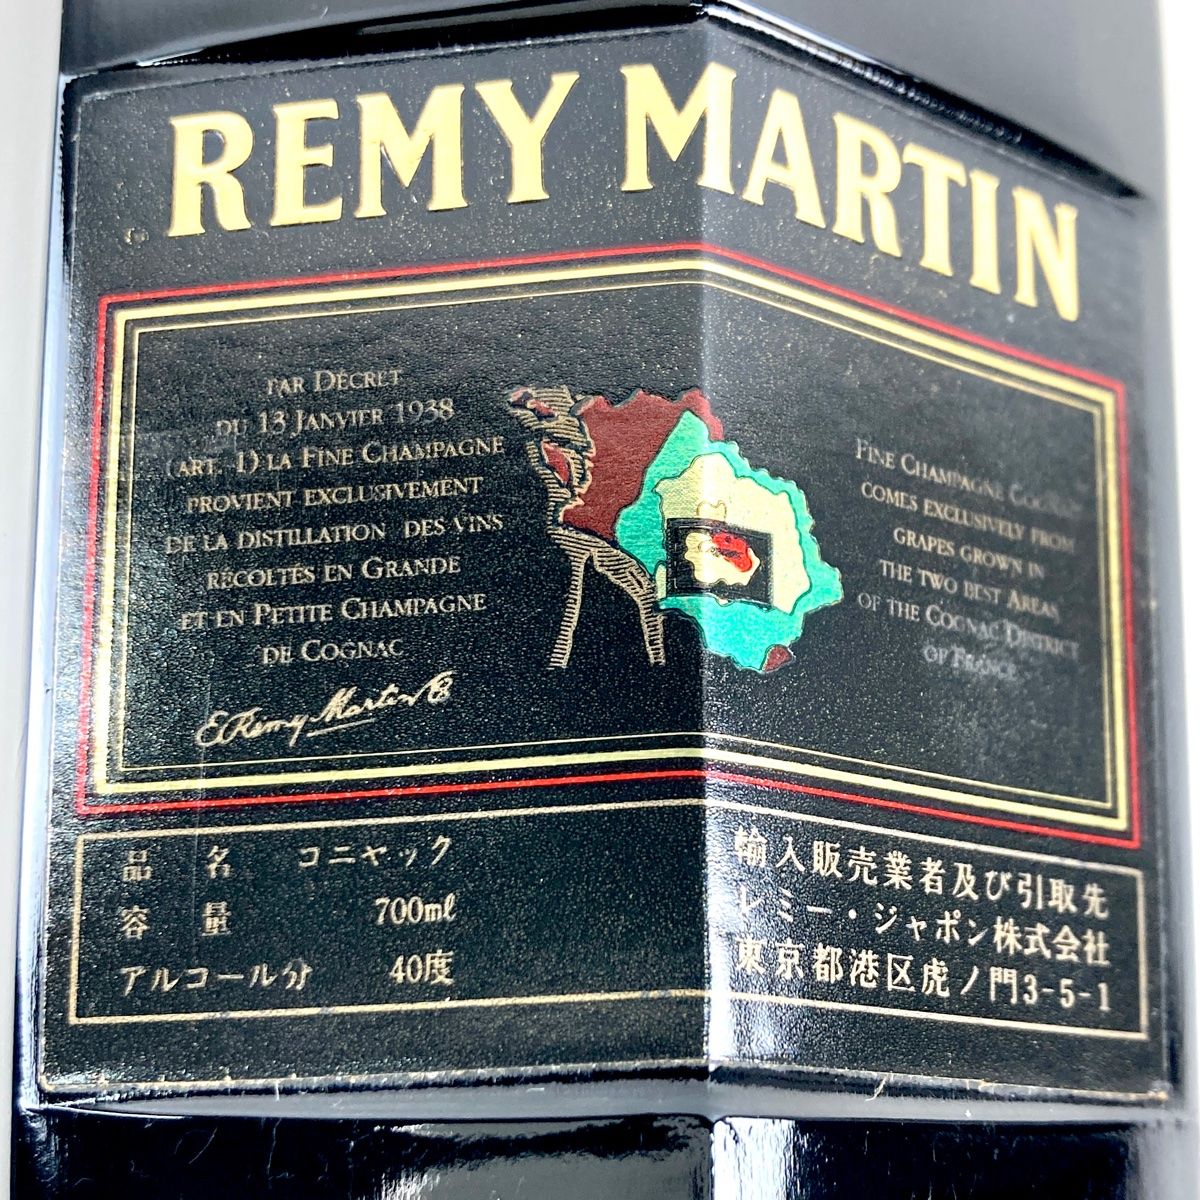 REMY MARTIN
PAR DÉCRET
DU 13 JANVIER 1938
(ART. 1) LA FINE CHAMPAGNE
PROVIENT EXCLUSIVEMENT
DE LA DISTILLATION DES VINS
RÉCOLTÉS EN GRANDE
ET EN PETITE CHAMPAGNE
DE COGNAC
E. Remy Martin & Co
FINE CHAMPAGNE COGNAC
COMES EXCLUSIVELY FROM
GRAPES GROWN IN
THE TWO BEST AREAS
OF THE COGNAC DISTRICT
OF FRANCE
品 名 コニャック
容 量 700ml
アルコール分 40度
輸入販売業者及び引取先
レミー・ジャポン株式会社
東京都港区虎ノ門3-5-1